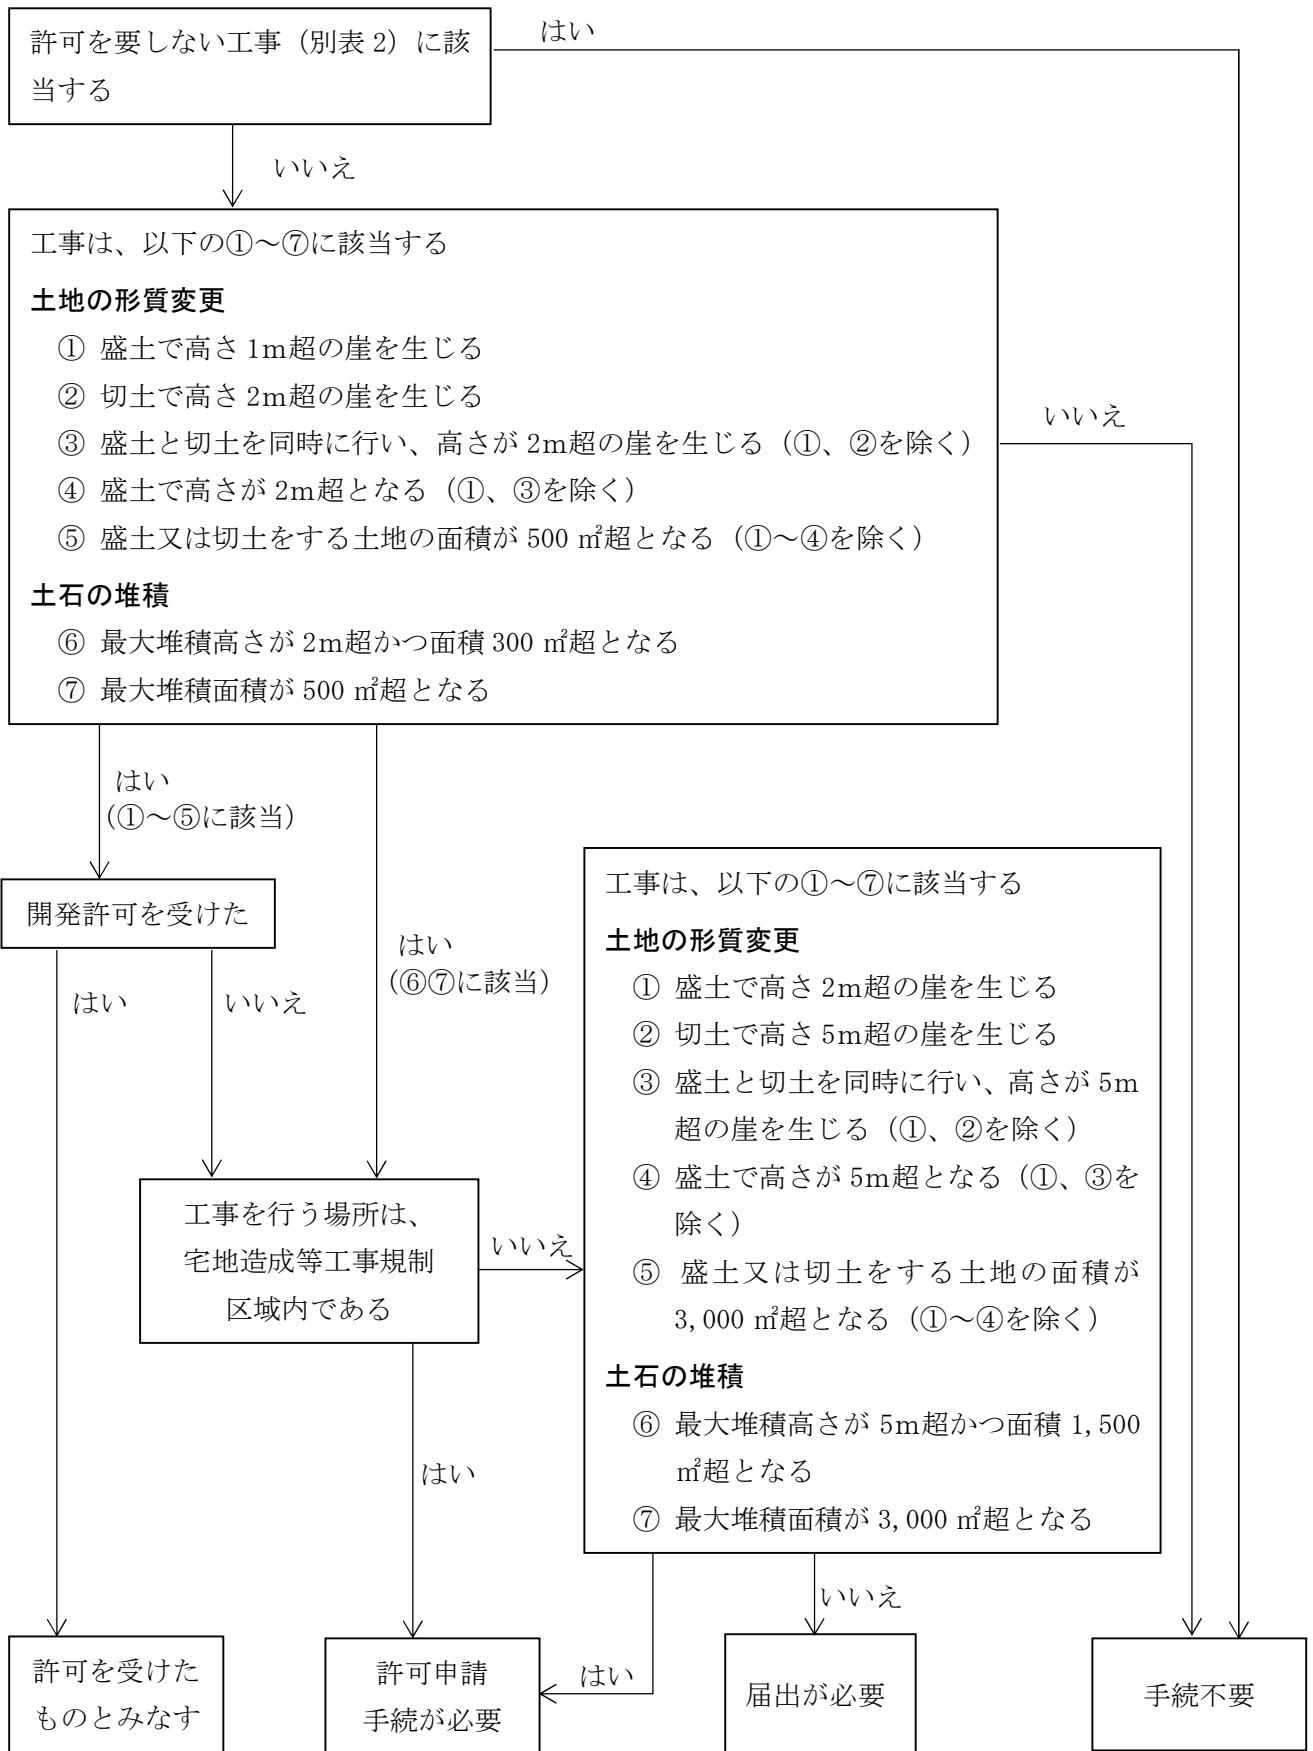 許可を要しない工事（別表 2）に該
当する
はい
いいえ
工事は、以下の①～⑦に該当する
土地の形質変更
① 盛土で高さ 1m超の崖を生じる
② 切土で高さ 2m超の崖を生じる
③ 盛土と切土を同時に行い、高さが 2m超の崖を生じる（①、②を除く）
④ 盛土で高さが 2m超となる（①、③を除く）
⑤ 盛土又は切土をする土地の面積が 500 ㎡超となる（①～④を除く）
土石の堆積
⑥ 最大堆積高さが 2m超かつ面積 300 ㎡超となる
⑦ 最大堆積面積が 500 ㎡超となる
いいえ
はい
（①～⑤に該当）
開発許可を受けた
はい
いいえ
はい
（⑥⑦に該当）
工事を行う場所は、
宅地造成等工事規制
区域内である
いいえ
はい
工事は、以下の①～⑦に該当する
土地の形質変更
① 盛土で高さ 2m超の崖を生じる
② 切土で高さ 5m超の崖を生じる
③ 盛土と切土を同時に行い、高さが 5m
超の崖を生じる（①、②を除く）
④ 盛土で高さが 5m超となる（①、③を
除く）
⑤ 盛土又は切土をする土地の面積が
3,000 ㎡超となる（①～④を除く）
土石の堆積
⑥ 最大堆積高さが 5m超かつ面積 1,500
㎡超となる
⑦ 最大堆積面積が 3,000 ㎡超となる
いいえ
はい
許可を受けた
ものとみなす
許可申請
手続が必要
届出が必要
手続不要